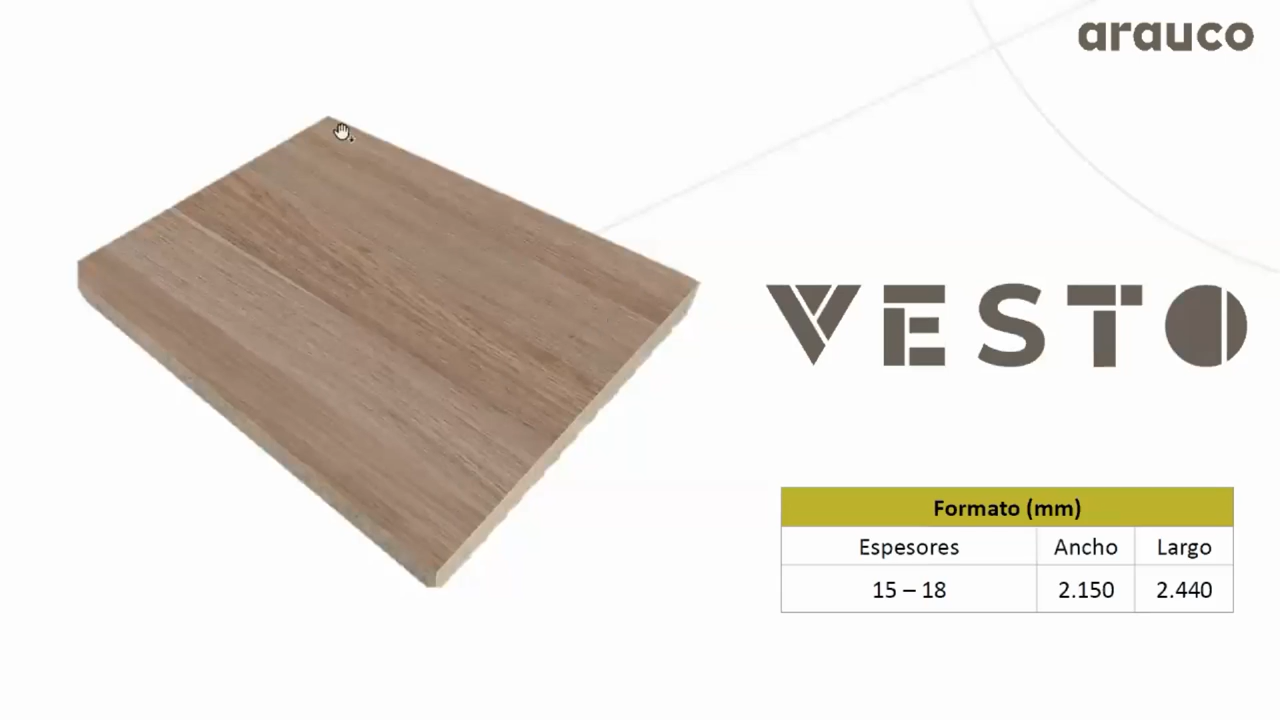 arauco
VESTO
Formato (mm)
Espesores Ancho Largo
15 – 18 2.150 2.440